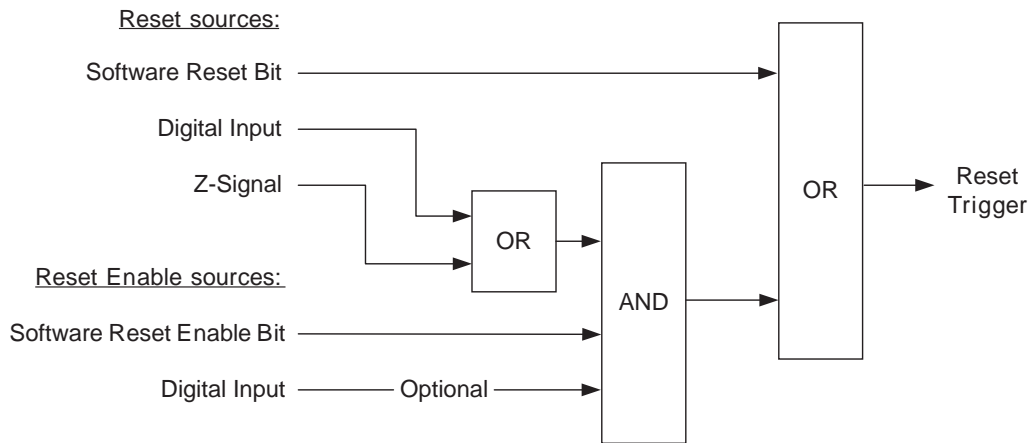 Reset sources:
Software Reset Bit
Digital Input
Z-Signal
OR
Reset Enable sources:
Software Reset Enable Bit
Digital Input
Optional
AND
OR
Reset
Trigger